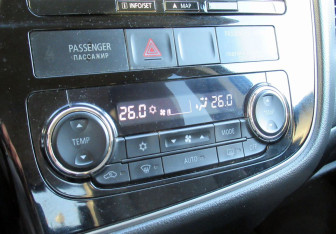 INFO/SET
MAP
PASSENGER
ПАССАЖИР
26.0 26.0
TEMP
MODE
AUTO